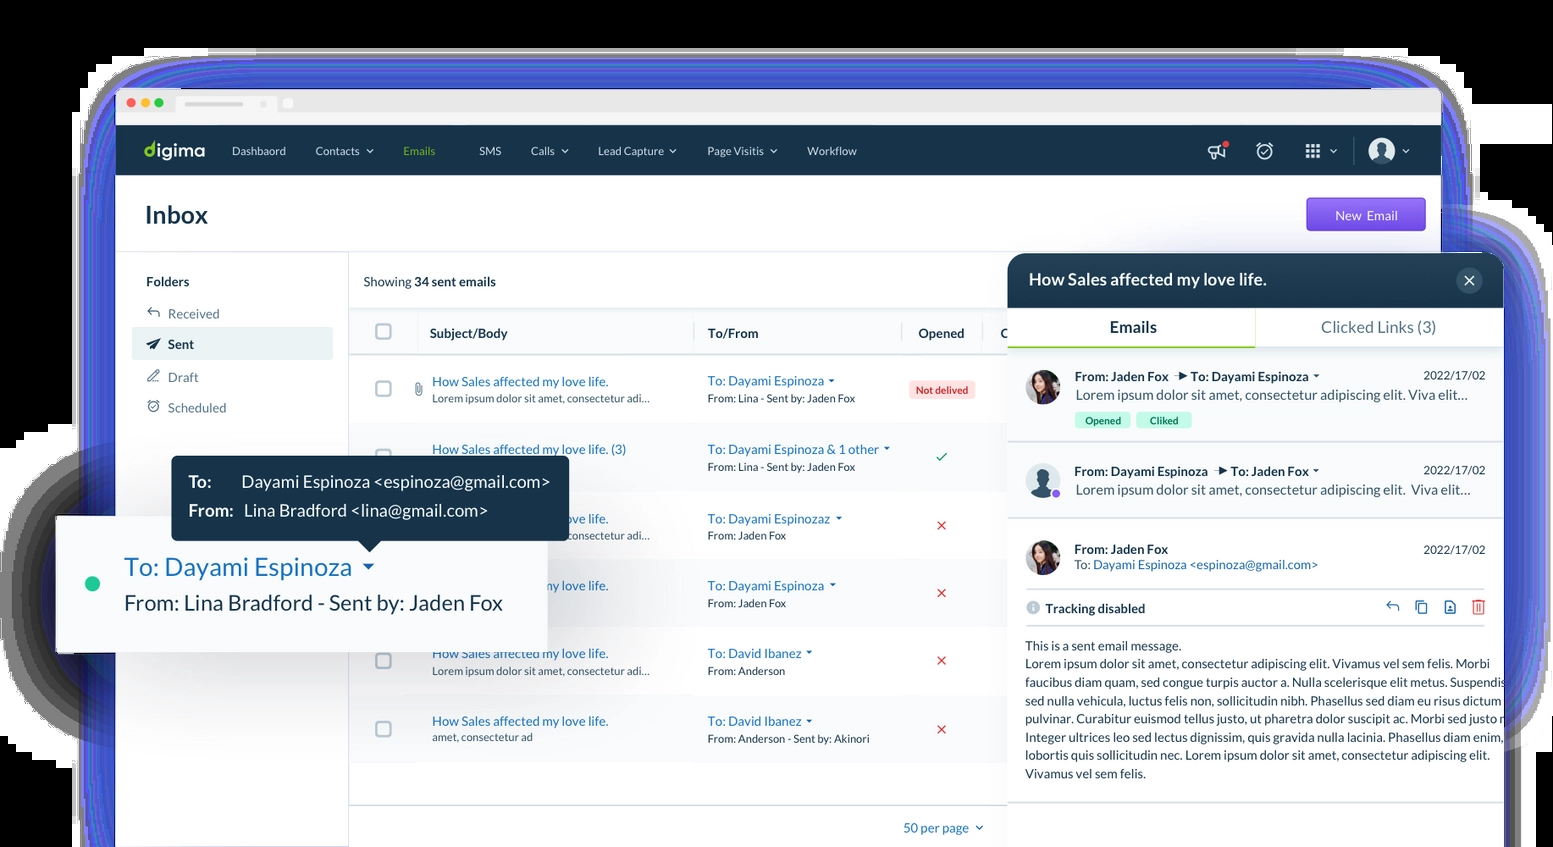 digima Dashbaord Contacts Emails SMS Calls Lead Capture Page Visitis Workflow
Inbox
New Email
Folders
Received
Sent
Draft
Scheduled
Showing 34 sent emails
Subject/Body To/From Opened C
How Sales affected my love life. To: Dayami Espinoza
Lorem ipsum dolor sit amet, consectetur adi... From: Lina - Sent by: Jaden Fox
Not delived
How Sales affected my love life. (3) To: Dayami Espinoza & 1 other
From: Lina - Sent by: Jaden Fox
es affected my love life. To: Dayami Espinozaz
dolor sit amet, consectetur adi... From: Jaden Fox
love life. To: Dayami Espinoza
From: Jaden Fox
How Sales affected my love life. To: David Ibanez
Lorem ipsum dolor sit amet, consectetur adi... From: Anderson
How Sales affected my love life. To: David Ibanez
amet, consectetur ad From: Anderson - Sent by: Akinori
50 per page
To: Dayami Espinoza <espinoza@gmail.com>
From: Lina Bradford <lina@gmail.com>
To: Dayami Espinoza
From: Lina Bradford - Sent by: Jaden Fox
How Sales affected my love life.
Emails Clicked Links (3)
From: Jaden Fox To: Dayami Espinoza 2022/17/02
Lorem ipsum dolor sit amet, consectetur adipiscing elit. Viva elit...
Opened Cliked
From: Dayami Espinoza To: Jaden Fox 2022/17/02
Lorem ipsum dolor sit amet, consectetur adipiscing elit. Viva elit...
From: Jaden Fox 2022/17/02
To: Dayami Espinoza <espinoza@gmail.com>
Tracking disabled
This is a sent email message.
Lorem ipsum dolor sit amet, consectetur adipiscing elit. Vivamus vel sem felis. Morbi
faucibus diam quam, sed congue turpis auctor a. Nulla scelerisque elit metus. Suspendis
sed nulla vehicula, luctus felis non, sollicitudin nibh. Phasellus sed diam eu risus dictum
pulvinar. Curabitur euismod tellus justo, ut pharetra dolor suscipit ac. Morbi sed justo
Integer ultrices leo sed lectus dignissim, quis gravida nulla lacinia. Phasellus diam enim,
lobortis quis sollicitudin nec. Lorem ipsum dolor sit amet, consectetur adipiscing elit.
Vivamus vel sem felis.